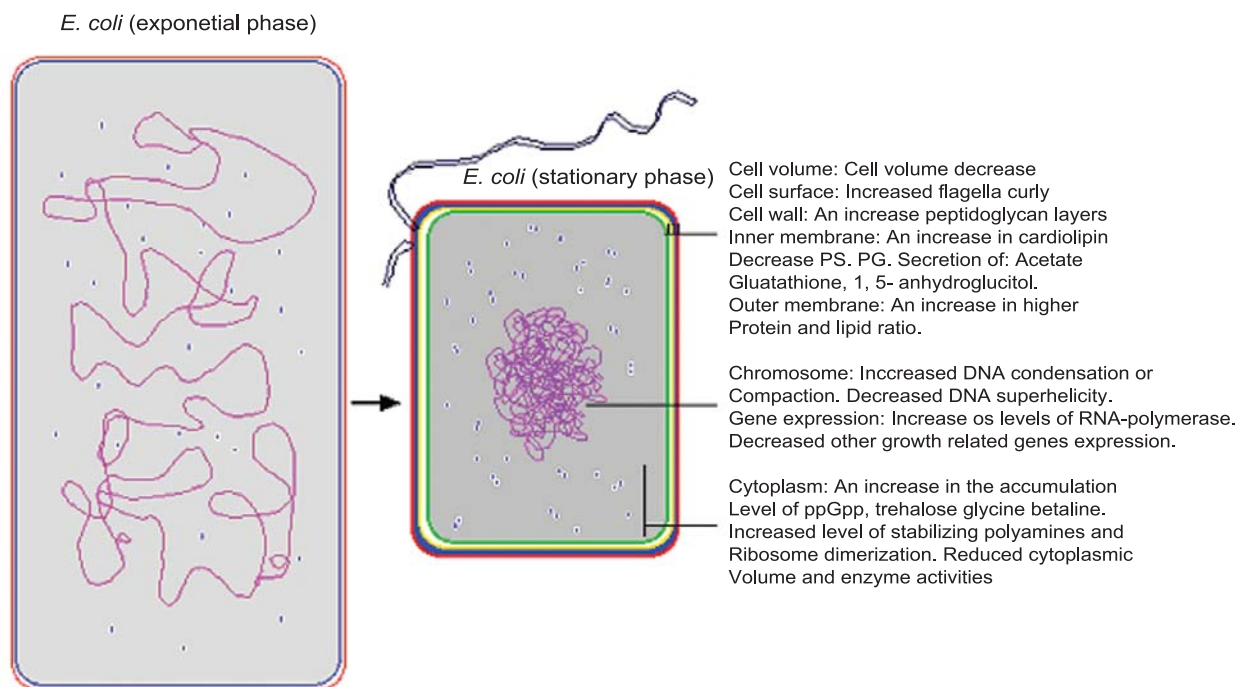 E. coli (exponetial phase)
E. coli (stationary phase)
Cell volume: Cell volume decrease
Cell surface: Increased flagella curly
Cell wall: An increase peptidoglycan layers
Inner membrane: An increase in cardiolipin
Decrease PS. PG. Secretion of: Acetate
Gluatathione, 1, 5- anhydroglucitol.
Outer membrane: An increase in higher
Protein and lipid ratio.
Chromosome: Inccreased DNA condensation or
Compaction. Decreased DNA superhelicity.
Gene expression: Increase os levels of RNA-polymerase.
Decreased other growth related genes expression.
Cytoplasm: An increase in the accumulation
Level of ppGpp, trehalose glycine betaline.
Increased level of stabilizing polyamines and
Ribosome dimerization. Reduced cytoplasmic
Volume and enzyme activities